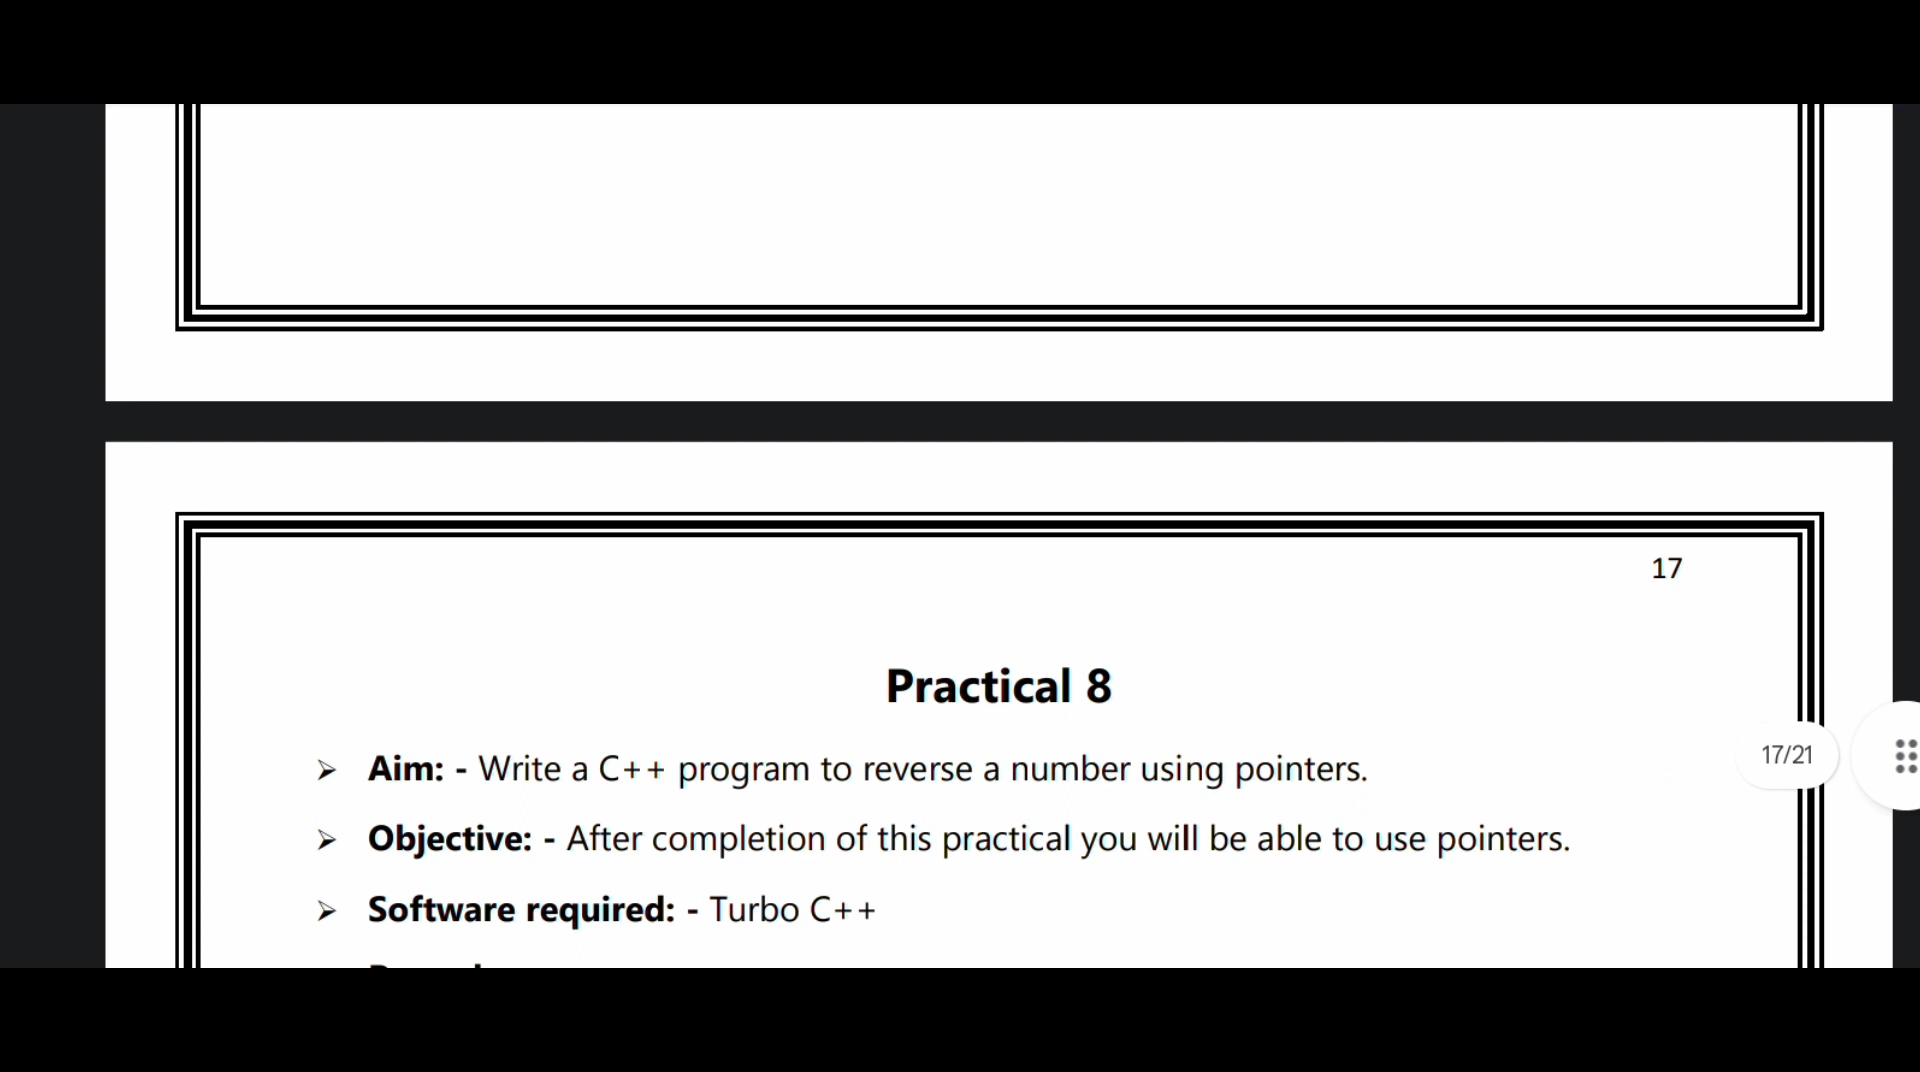 17
Practical 8
➢ Aim: - Write a C++ program to reverse a number using pointers.
17/21
➢ Objective: - After completion of this practical you will be able to use pointers.
➢ Software required: - Turbo C++